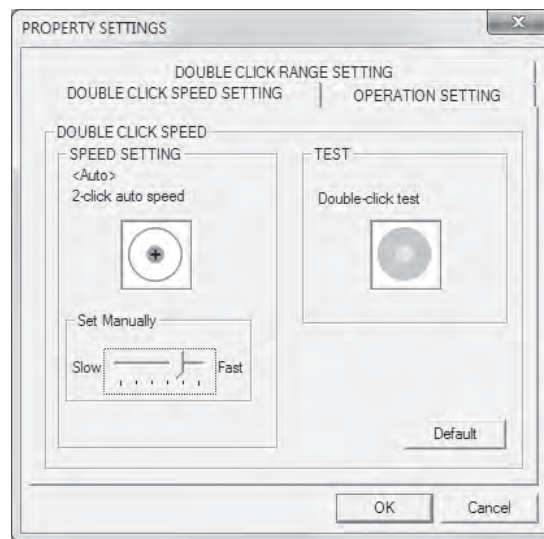 PROPERTY SETTINGS
x
DOUBLE CLICK RANGE SETTING
DOUBLE CLICK SPEED SETTING
OPERATION SETTING
DOUBLE CLICK SPEED
SPEED SETTING
<Auto>
2-click auto speed
TEST
Double-click test
Set Manually
Slow
Fast
Default
OK
Cancel